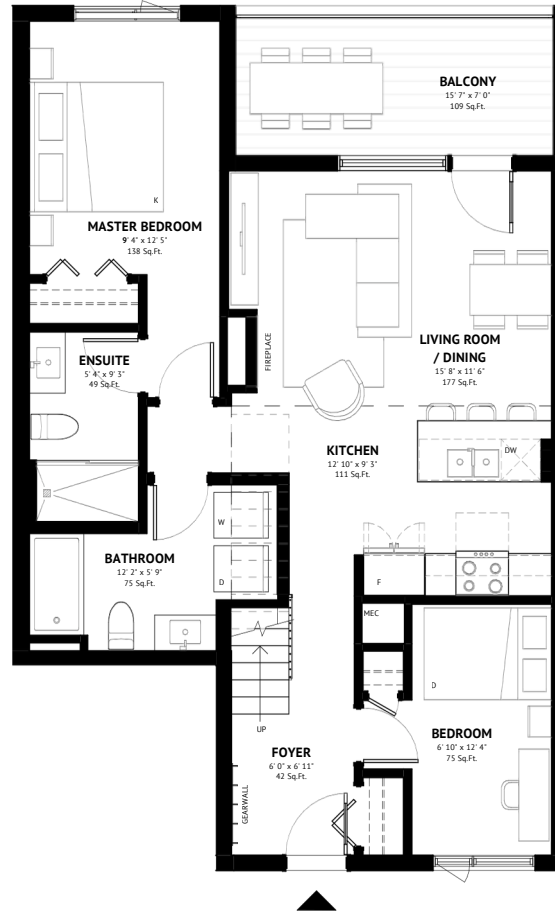 BALCONY
15' 7" x 7' 0"
109 Sq.Ft.
K
MASTER BEDROOM
9' 4" x 12' 5"
138 Sq.Ft.
FIREPLACE
LIVING ROOM
/ DINING
15' 8" x 11' 6"
177 Sq.Ft.
ENSUITE
5' 4" x 9' 3"
49 Sq.Ft.
KITCHEN
12' 10" x 9' 3"
111 Sq.Ft.
DW
W
D
BATHROOM
12' 2" x 5' 9"
75 Sq.Ft.
F
MEC
D
UP
FOYER
6' 0" x 6' 11"
42 Sq.Ft.
BEDROOM
6' 10" x 12' 4"
75 Sq.Ft.
GEARWALL